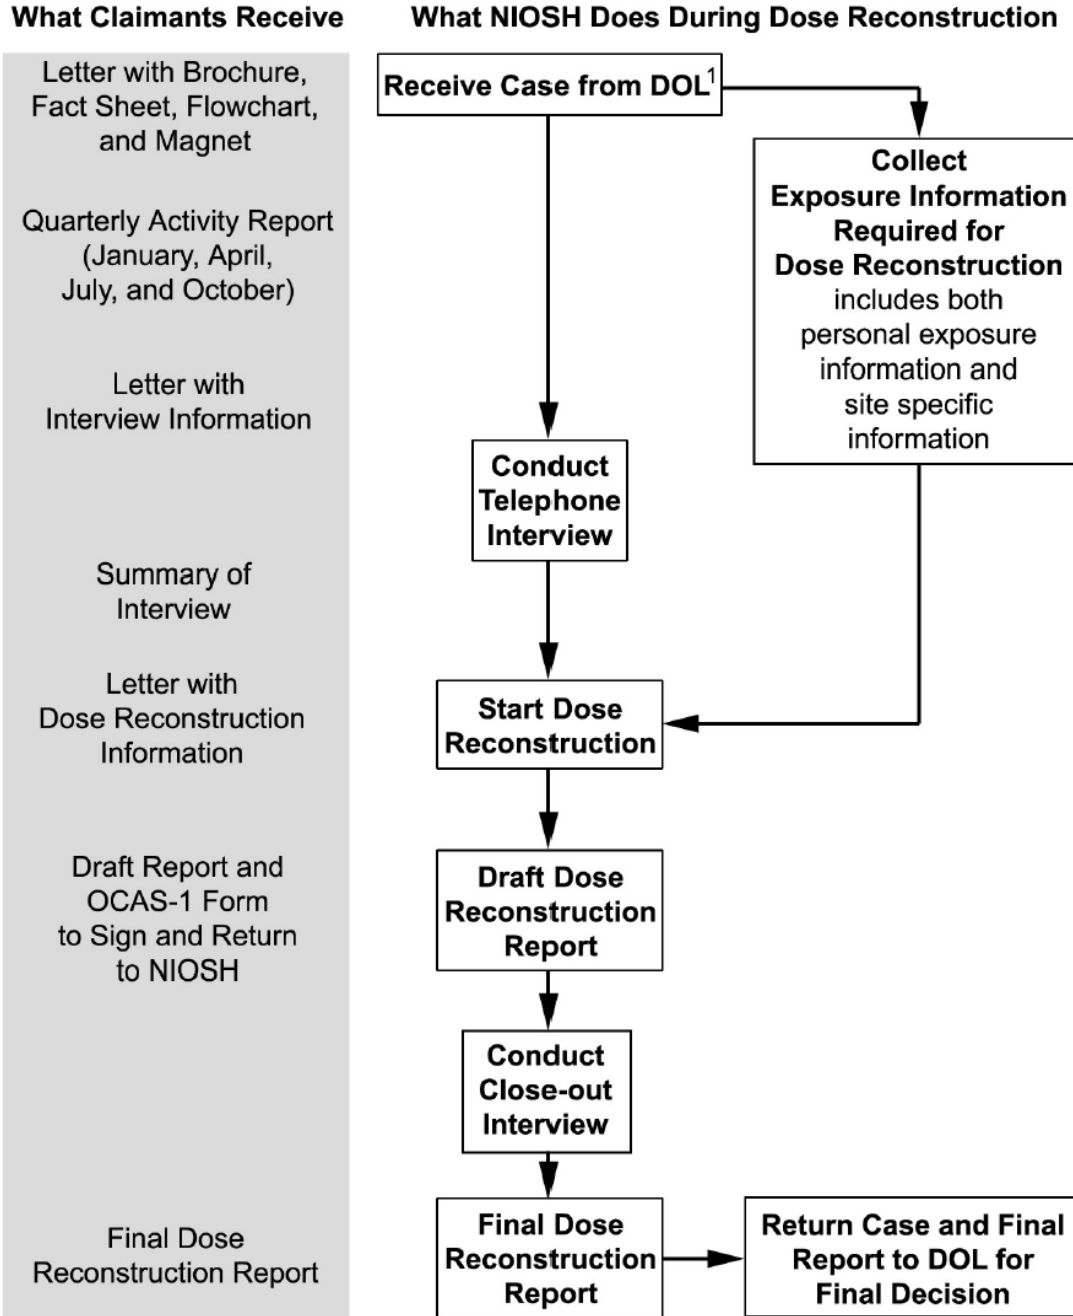 What Claimants Receive
Letter with Brochure,
Fact Sheet, Flowchart,
and Magnet
Quarterly Activity Report
(January, April,
July, and October)
Letter with
Interview Information
Summary of
Interview
Letter with
Dose Reconstruction
Information
Draft Report and
OCAS-1 Form
to Sign and Return
to NIOSH
Final Dose
Reconstruction Report
What NIOSH Does During Dose Reconstruction
Receive Case from DOL¹
Collect
Exposure Information
Required for
Dose Reconstruction
includes both
personal exposure
information and
site specific
information
Conduct
Telephone
Interview
Start Dose
Reconstruction
Draft Dose
Reconstruction
Report
Conduct
Close-out
Interview
Final Dose
Reconstruction
Report
Return Case and Final
Report to DOL for
Final Decision